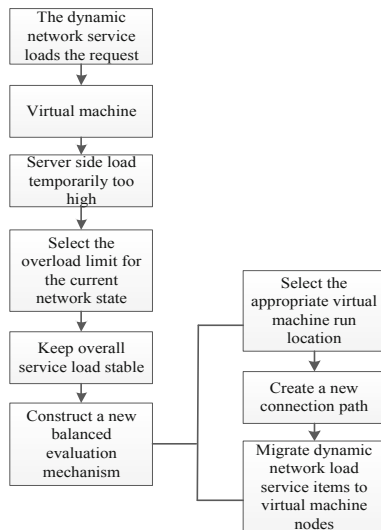 The dynamic
network service
loads the request
Virtual machine
Server side load
temporarily too
high
Select the
overload limit for
the current
network state
Keep overall
service load stable
Construct a new
balanced
evaluation
mechanism
Select the
appropriate virtual
machine run
location
Create a new
connection path
Migrate dynamic
network load
service items to
virtual machine
nodes